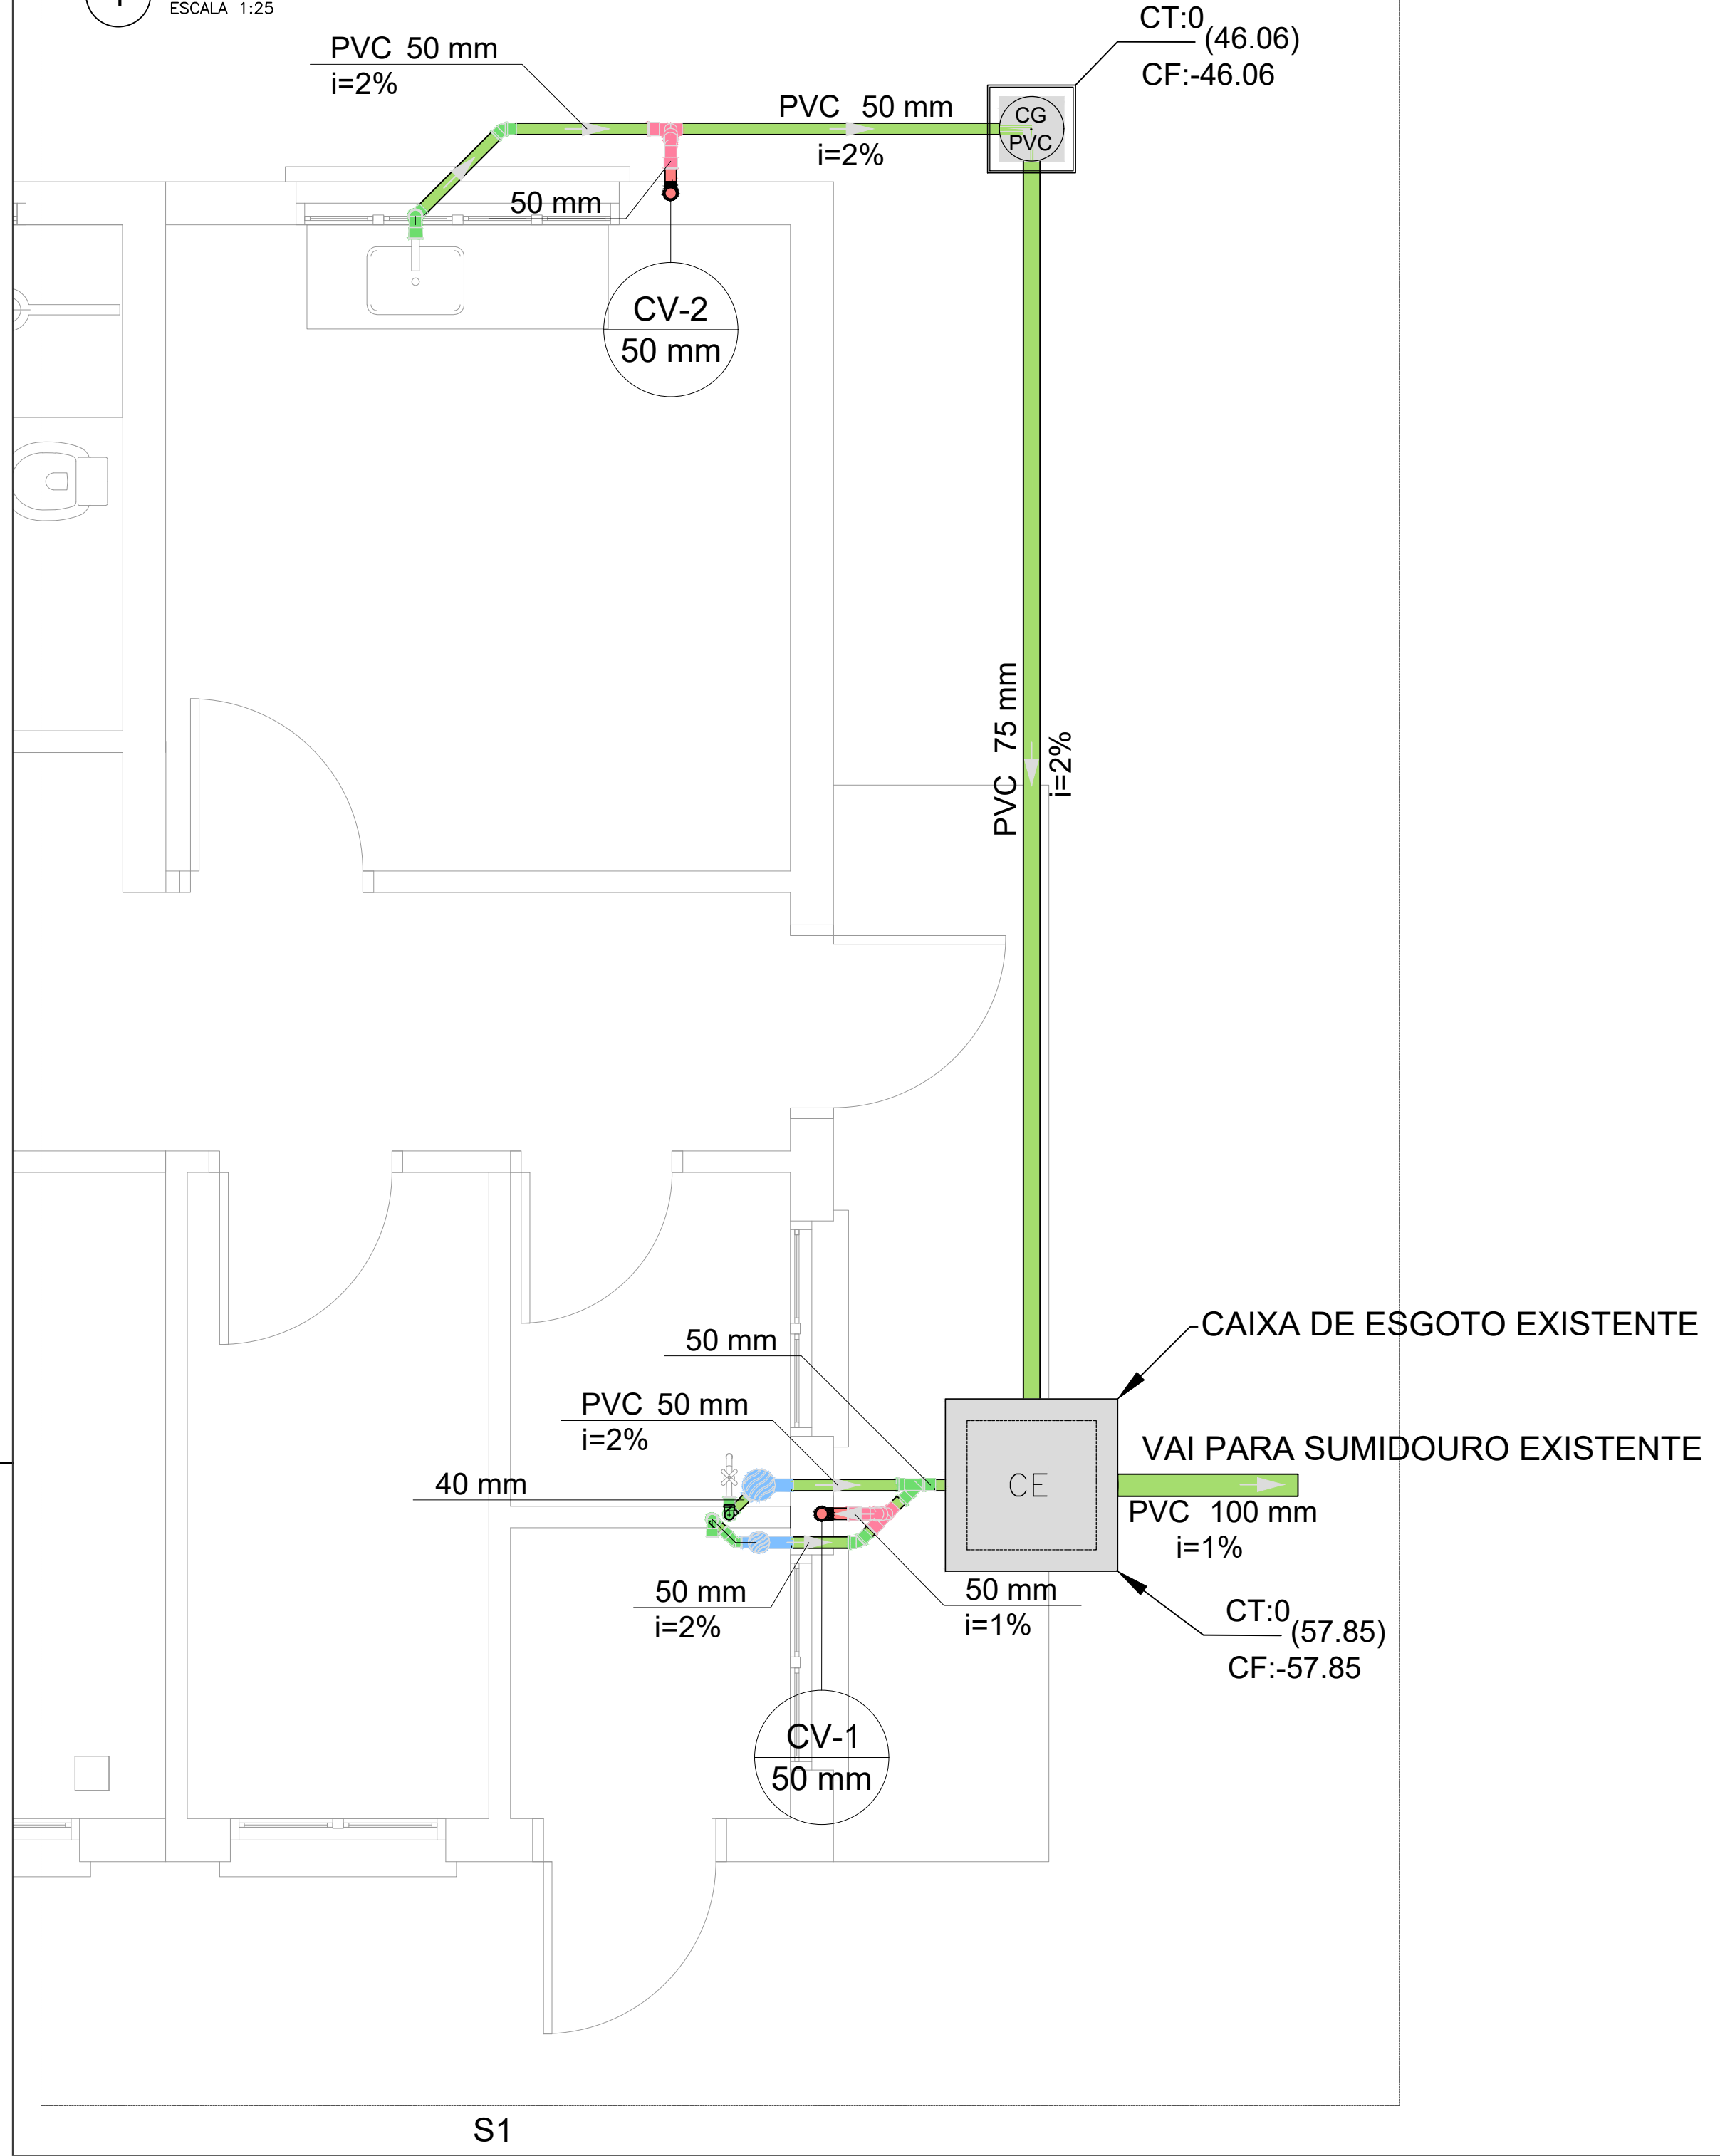 ESCALA 1:25
CT:0
(46.06)
CF:-46.06
PVC 50 mm
i=2%
PVC 50 mm
i=2%
CG
PVC
50 mm
CV-2
50 mm
PVC 75 mm
i=2%
CAIXA DE ESGOTO EXISTENTE
50 mm
PVC 50 mm
i=2%
VAI PARA SUMIDOURO EXISTENTE
40 mm
CE
PVC 100 mm
i=1%
50 mm
i=2%
50 mm
i=1%
CT:0
(57.85)
CF:-57.85
CV-1
50 mm
S1